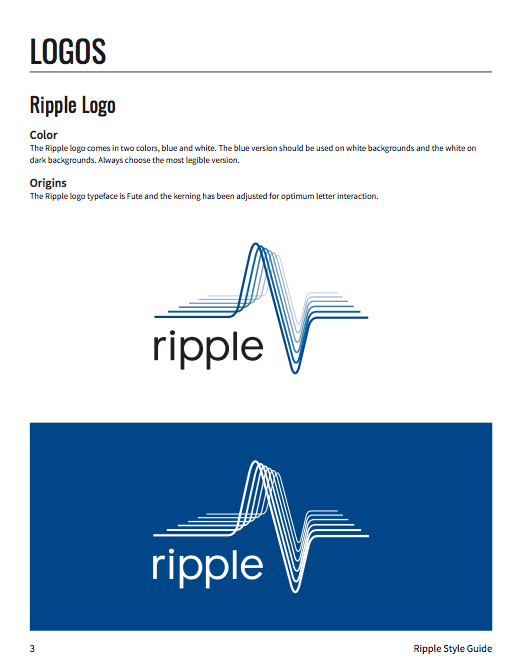 LOGOS
Ripple Logo
Color
The Ripple logo comes in two colors, blue and white. The blue version should be used on white backgrounds and the white on
dark backgrounds. Always choose the most legible version.
Origins
The Ripple logo typeface is Fute and the kerning has been adjusted for optimum letter interaction.
ripple
ripple
3 Ripple Style Guide